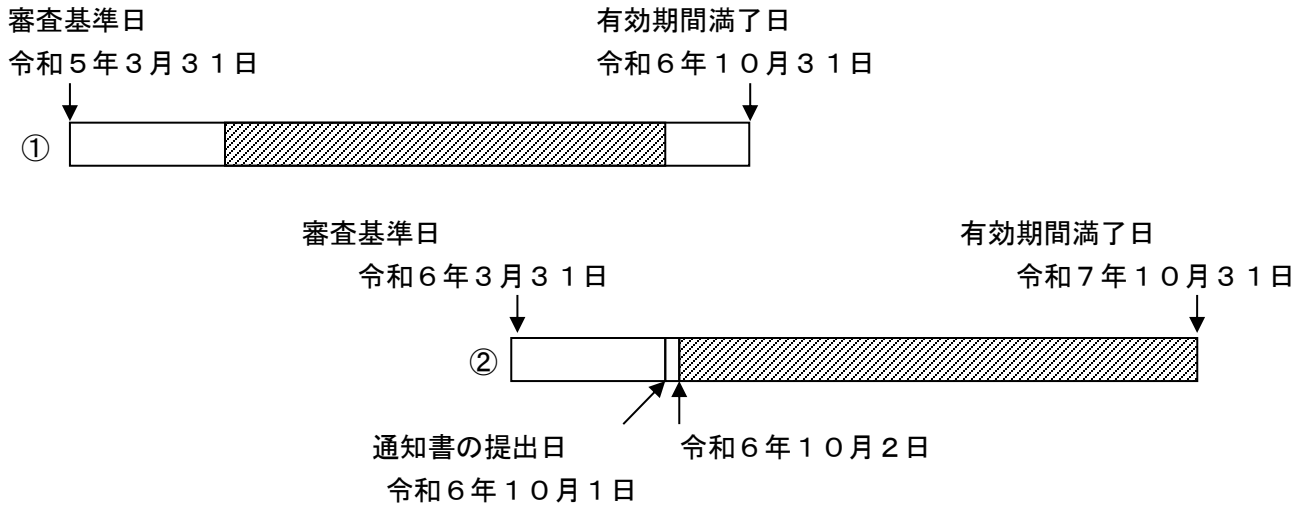 審査基準日
有効期間満了日
令和５年３月３１日
令和６年１０月３１日
①
審査基準日
有効期間満了日
令和６年３月３１日
令和７年１０月３１日
②
通知書の提出日
令和６年１０月２日
令和６年１０月１日